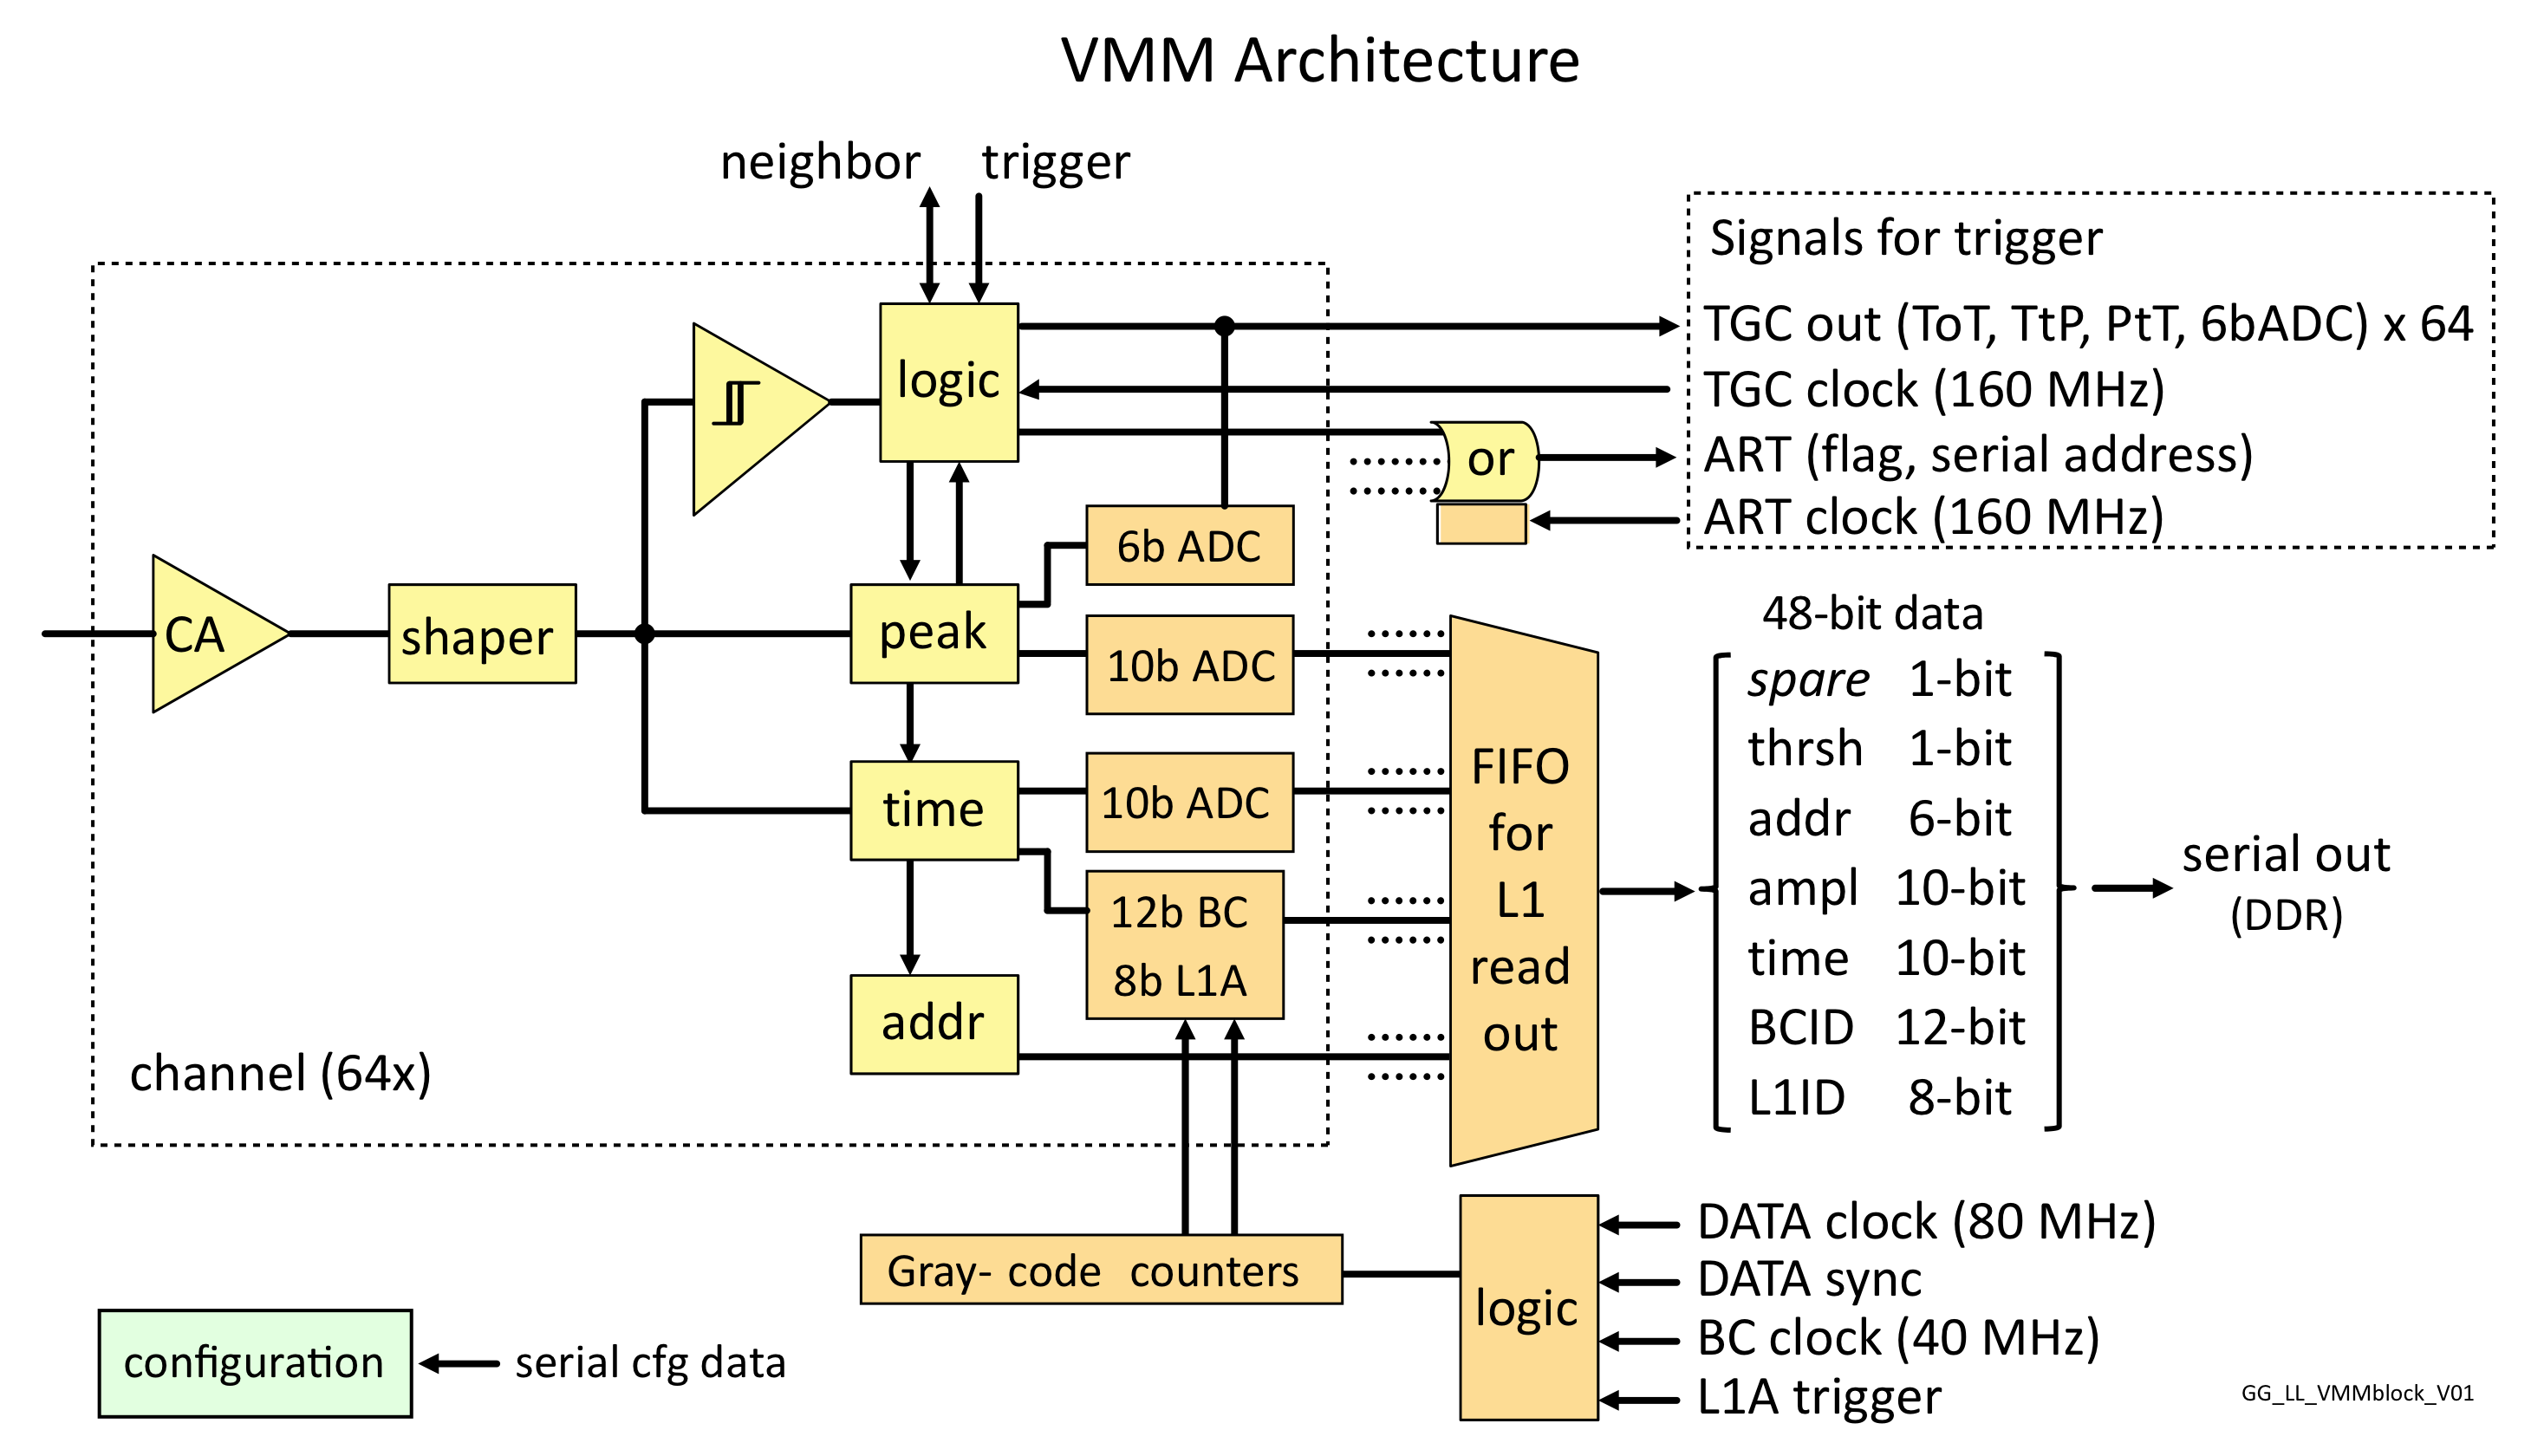 VMM Architecture
neighbor trigger
Signals for trigger
TGC out (ToT, TtP, PtT, 6bADC) x 64
TGC clock (160 MHz)
ART (flag, serial address)
ART clock (160 MHz)
logic
or
CA
shaper
peak
time
addr
6b ADC
10b ADC
10b ADC
12b BC
8b L1A
channel (64x)
FIFO
for
L1
read
out
48-bit data
spare 1-bit
thrsh 1-bit
addr 6-bit
ampl 10-bit
time 10-bit
BCID 12-bit
L1ID 8-bit
serial out
(DDR)
Gray- code counters
logic
DATA clock (80 MHz)
DATA sync
BC clock (40 MHz)
L1A trigger
configuration
serial cfg data
GG_LL_VMMblock_V01